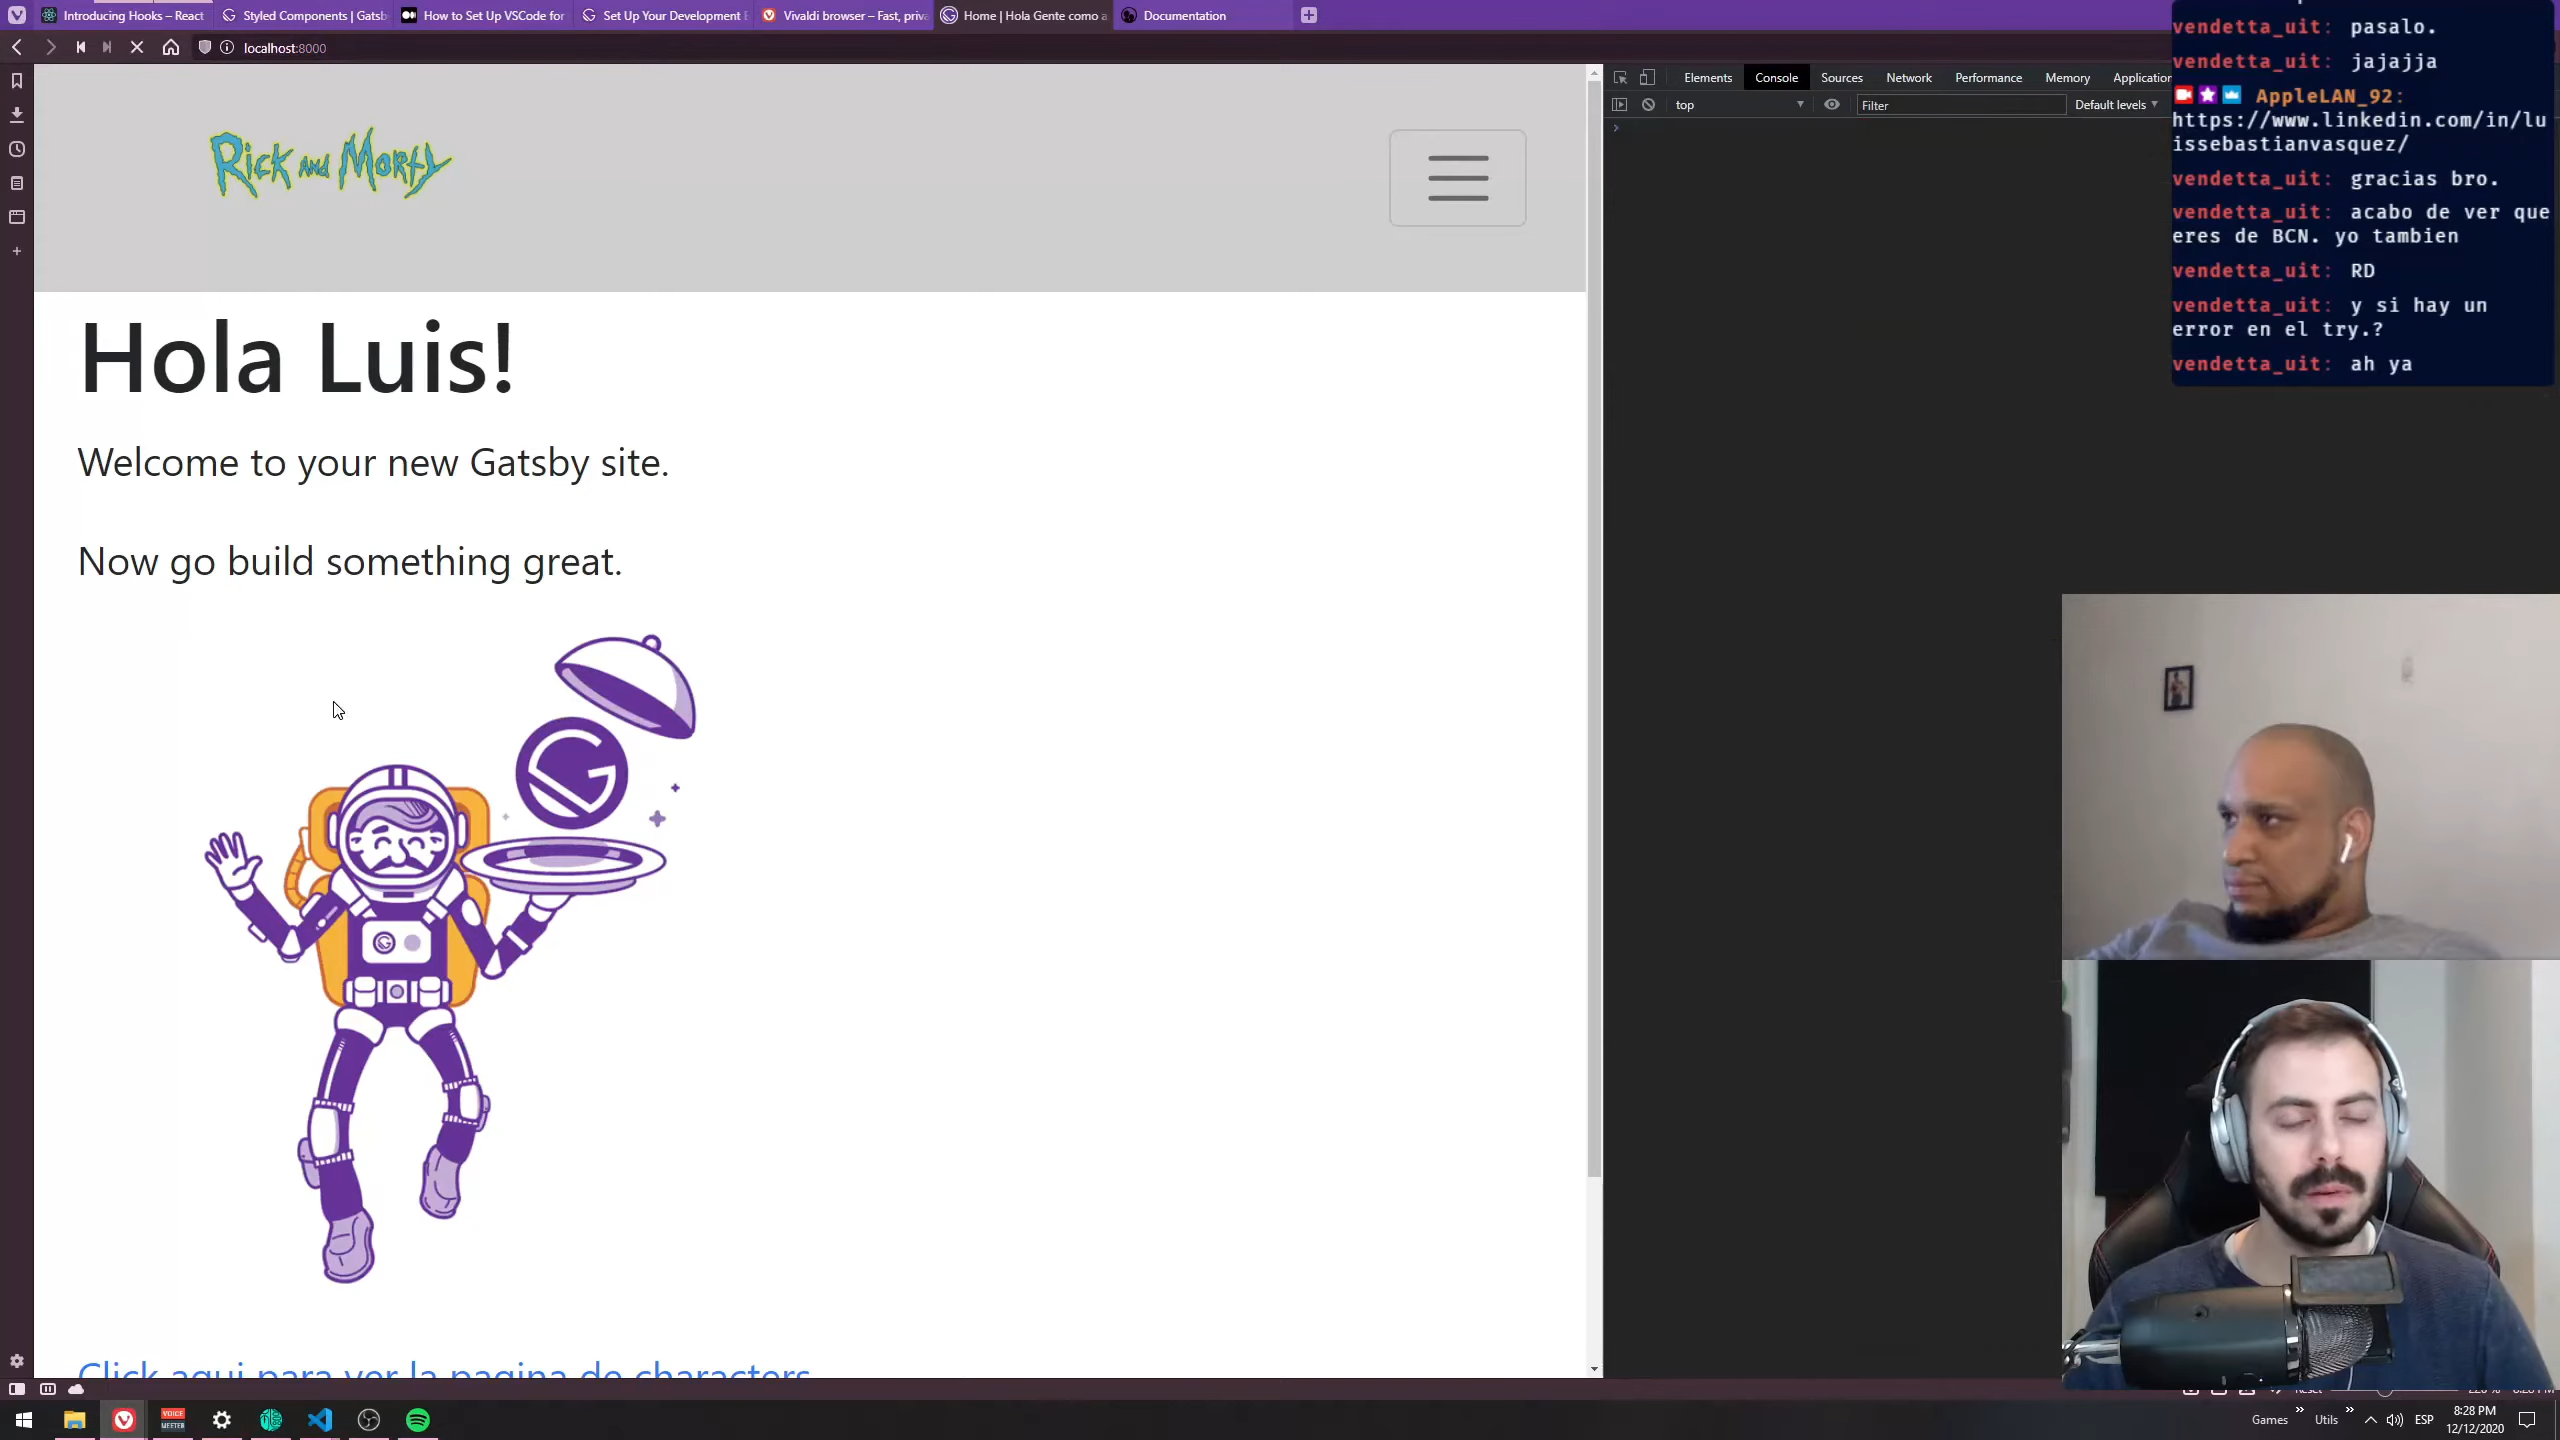 Introducing Hooks – React
Styled Components | Gatsb
How to Set Up VSCode for
Set Up Your Development E
Vivaldi browser – Fast, priva
Home | Hola Gente como a
Documentation
localhost:8000
Rick and Morty
Hola Luis!
Welcome to your new Gatsby site.
Now go build something great.
Click aqui para ver la pagina de characters
Elements
Console
Sources
Network
Performance
Memory
Application
top
Filter
Default levels
vendetta_uit: pasalo.
vendetta_uit: jajajja
AppleLAN_92:
https://www.linkedin.com/in/lu
issebastianvasquez/
vendetta_uit: gracias bro.
vendetta_uit: acabo de ver que
eres de BCN. yo tambien
vendetta_uit: RD
vendetta_uit: y si hay un
error en el try.?
vendetta_uit: ah ya
VOICE
MEETER
Games
Utils
ESP
8:28 PM
12/12/2020